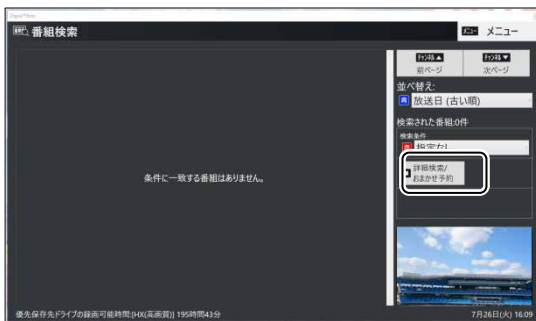 番組検索
メニュー メニュー
チャンネル▲ チャンネル▼
前ページ 次ページ
並べ替え:
青 放送日 (古い順)
検索された番組:0件
検索条件
赤 指定なし
詳細検索/
おまかせ予約
条件に一致する番組はありません。
優先保存先ドライブの録画可能時間:[HX(高画質)] 195時間43分
7月26日(火) 16:09